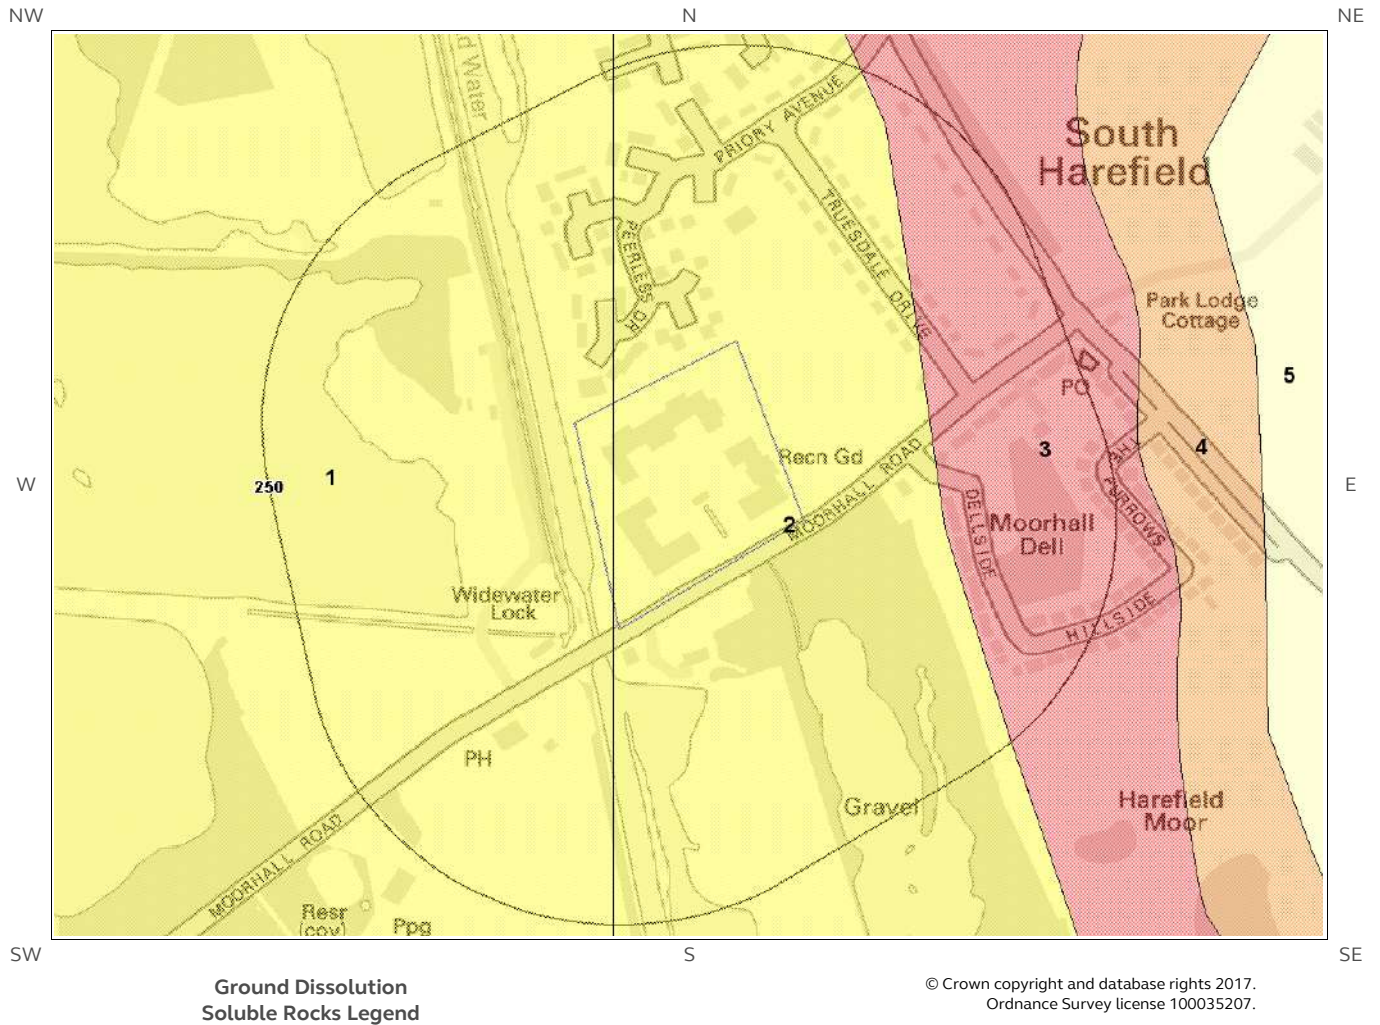 NW
N
NE
d Water
PRIORY AVENUE
South
Harefield
TRUESDALE DRIVE
PEERLESS DR
Park Lodge
Cottage
5
PO
3
4
Recn Gd
W
250
1
E
THE
FURROWS
MOORHALL ROAD
2
DELLSIDE
Moorhall
Dell
Widewater
Lock
HILLSIDE
PH
Gravel
Harefield
Moor
MOORHALL ROAD
Resr
(cov)
Ppg
SW
S
SE
Ground Dissolution
Soluble Rocks Legend
© Crown copyright and database rights 2017.
Ordnance Survey license 100035207.